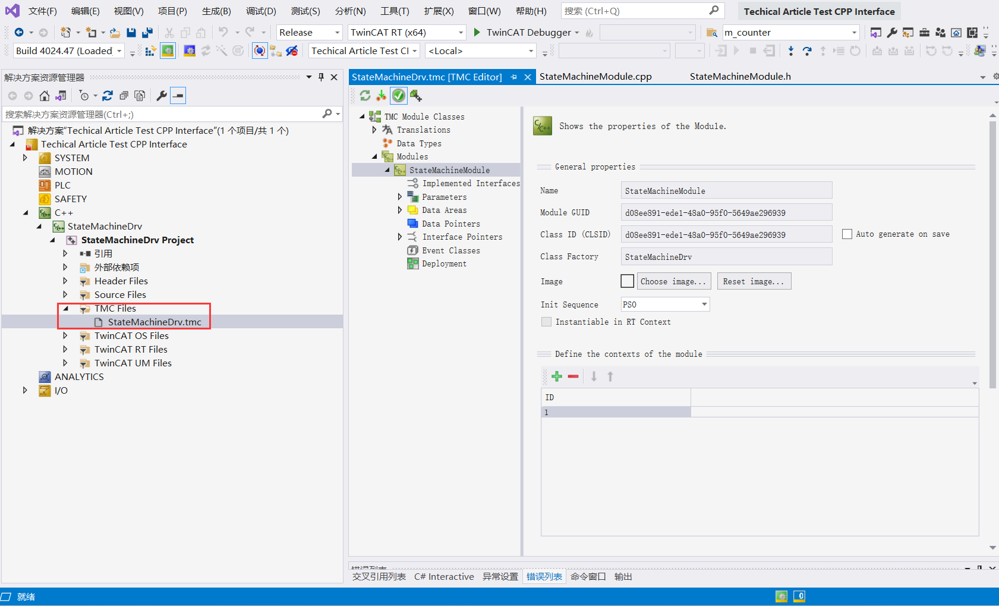 文件(F) 编辑(E) 视图(V) 项目(P) 生成(B) 调试(D) 测试(S) 分析(N) 工具(T) 扩展(X) 窗口(W) 帮助(H) 搜索 (Ctrl+Q) Techical Article Test CPP Interface
Release TwinCAT RT (x64) TwinCAT Debugger m_counter
Build 4024.47 (Loaded) Techical Article Test Cl <Local>
解决方案资源管理器
搜索解决方案资源管理器(Ctrl+;)
解决方案"Techical Article Test CPP Interface"(1 个项目/共 1 个)
Techical Article Test CPP Interface
SYSTEM
MOTION
PLC
SAFETY
C++
StateMachineDrv
StateMachineDrv Project
引用
外部依赖项
Header Files
Source Files
TMC Files
StateMachineDrv.tmc
TwinCAT OS Files
TwinCAT RT Files
TwinCAT UM Files
ANALYTICS
I/O
StateMachineDrv.tmc [TMC Editor] StateMachineModule.cpp StateMachineModule.h
TMC Module Classes
Translations
Data Types
Modules
StateMachineModule
Implemented Interfaces
Parameters
Data Areas
Data Pointers
Interface Pointers
Event Classes
Deployment
Shows the properties of the Module.
General properties
Name StateMachineModule
Module GUID d08ee891-ede1-48a0-95f0-5649ae296939
Class ID (CLSID) d08ee891-ede1-48a0-95f0-5649ae296939 Auto generate on save
Class Factory StateMachineDrv
Image Choose image... Reset image...
Init Sequence PSO
Instantiable in RT Context
Define the contexts of the module
ID
1
错误列表
交叉引用列表 C# Interactive 异常设置 错误列表 命令窗口 输出
就绪 0